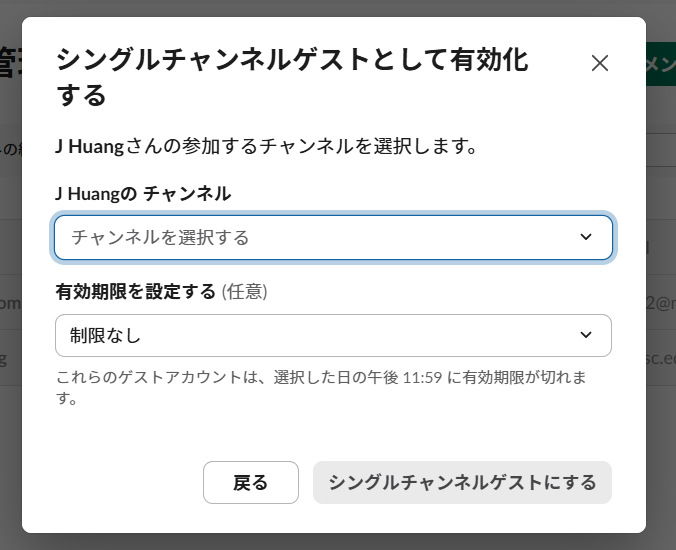 シングルチャンネルゲストとして有効化
する
J Huangさんの参加するチャンネルを選択します。
J Huangの チャンネル
チャンネルを選択する
有効期限を設定する (任意)
制限なし
これらのゲストアカウントは、選択した日の午後 11:59 に有効期限が切れま
す。
戻る
シングルチャンネルゲストにする